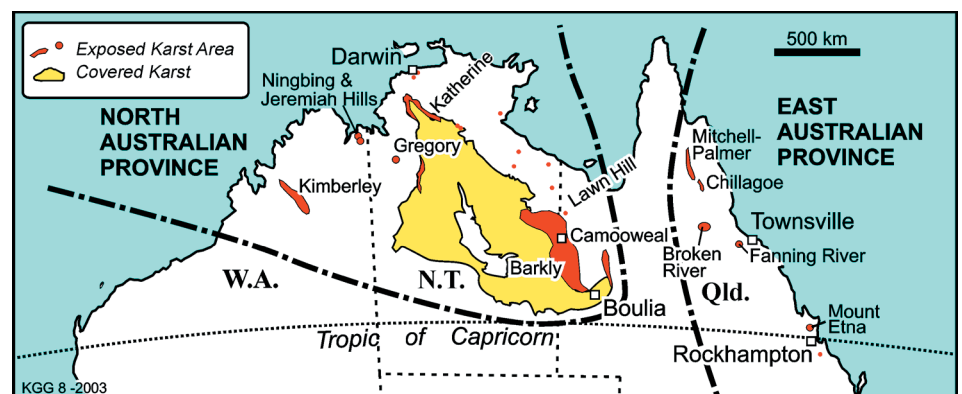 Exposed Karst Area
Covered Karst
500 km
Darwin
Katherine
Ningbing &
Jeremiah Hills
NORTH
AUSTRALIAN
PROVINCE
EAST
AUSTRALIAN
PROVINCE
Mitchell-
Palmer
Gregory
Kimberley
Lawn Hill
Chillagoe
Townsville
Camooweal
Broken
River
Fanning River
Barkly
W.A.
N.T.
Qld.
Boulia
Mount
Etna
Tropic of Capricorn
Rockhampton
KGG 8 -2003